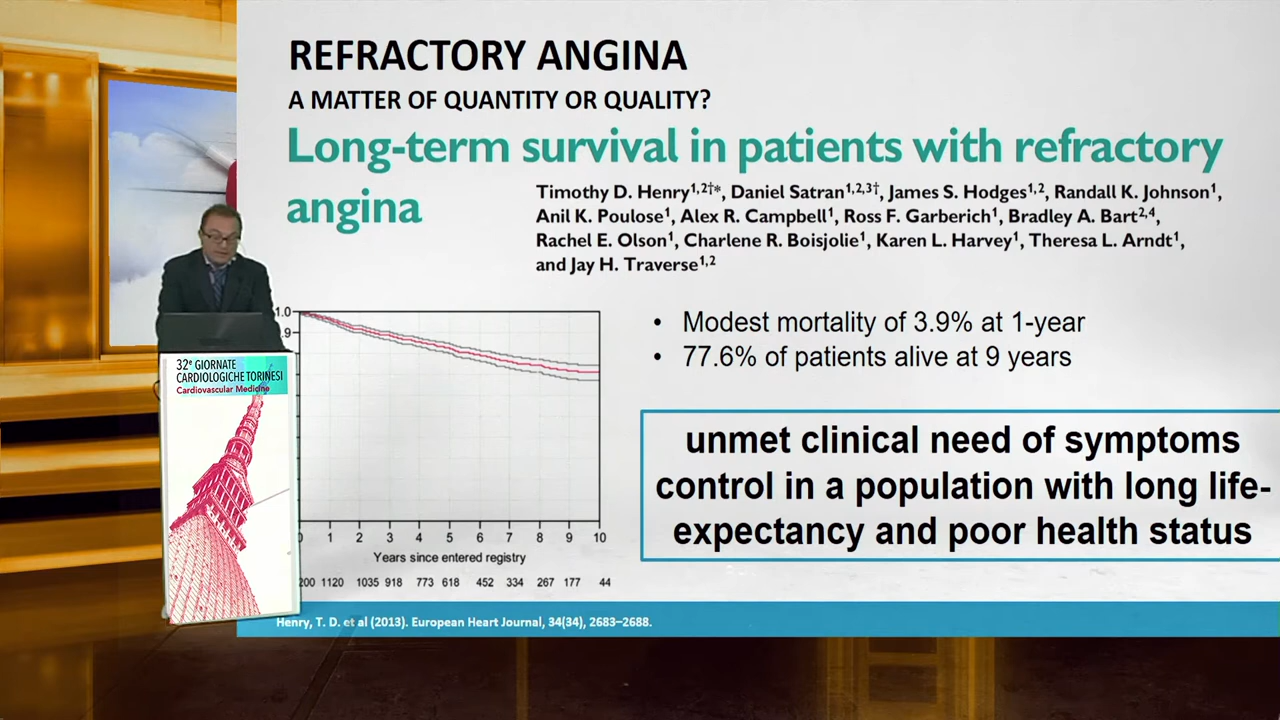 REFRACTORY ANGINA
A MATTER OF QUANTITY OR QUALITY?
Long-term survival in patients with refractory
angina
Timothy D. Henry1,2†*, Daniel Satran1,2,3†, James S. Hodges1,2, Randall K. Johnson1,
Anil K. Poulose1, Alex R. Campbell1, Ross F. Garberich1, Bradley A. Bart2,4,
Rachel E. Olson1, Charlene R. Boisjolie1, Karen L. Harvey1, Theresa L. Arndt1,
and Jay H. Traverse1,2
1.0
.9
0 1 2 3 4 5 6 7 8 9 10
Years since entered registry
200 1120 1035 918 773 618 452 334 267 177 44
• Modest mortality of 3.9% at 1-year
• 77.6% of patients alive at 9 years
unmet clinical need of symptoms
control in a population with long life-
expectancy and poor health status
Henry, T. D. et al (2013). European Heart Journal, 34(34), 2683–2688.
32e GIORNATE
CARDIOLOGICHE TORINESI
Cardiovascular Medicine